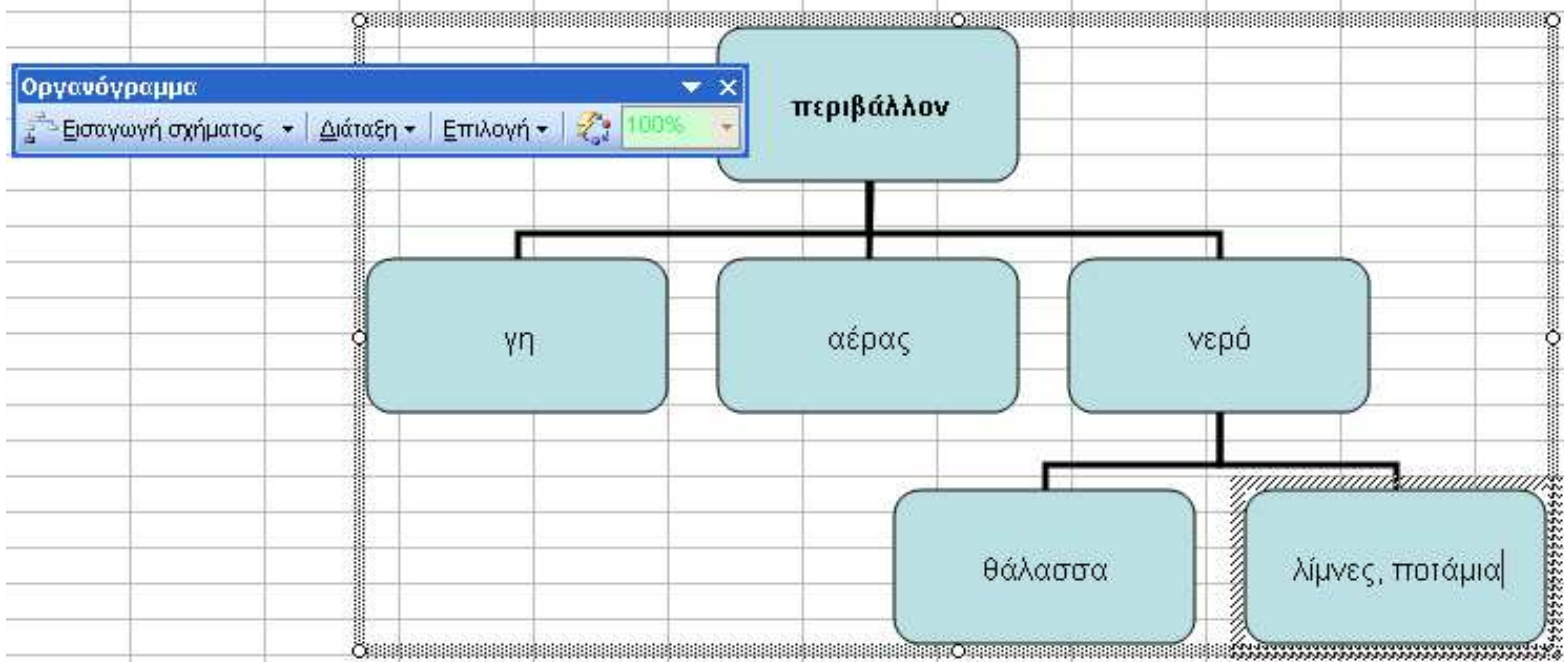 Οργανόγραμμα
Εισαγωγή σχήματος Διάταξη Επιλογή 100%
περιβάλλον
γη αέρας νερό
θάλασσα λίμνες, ποτάμια